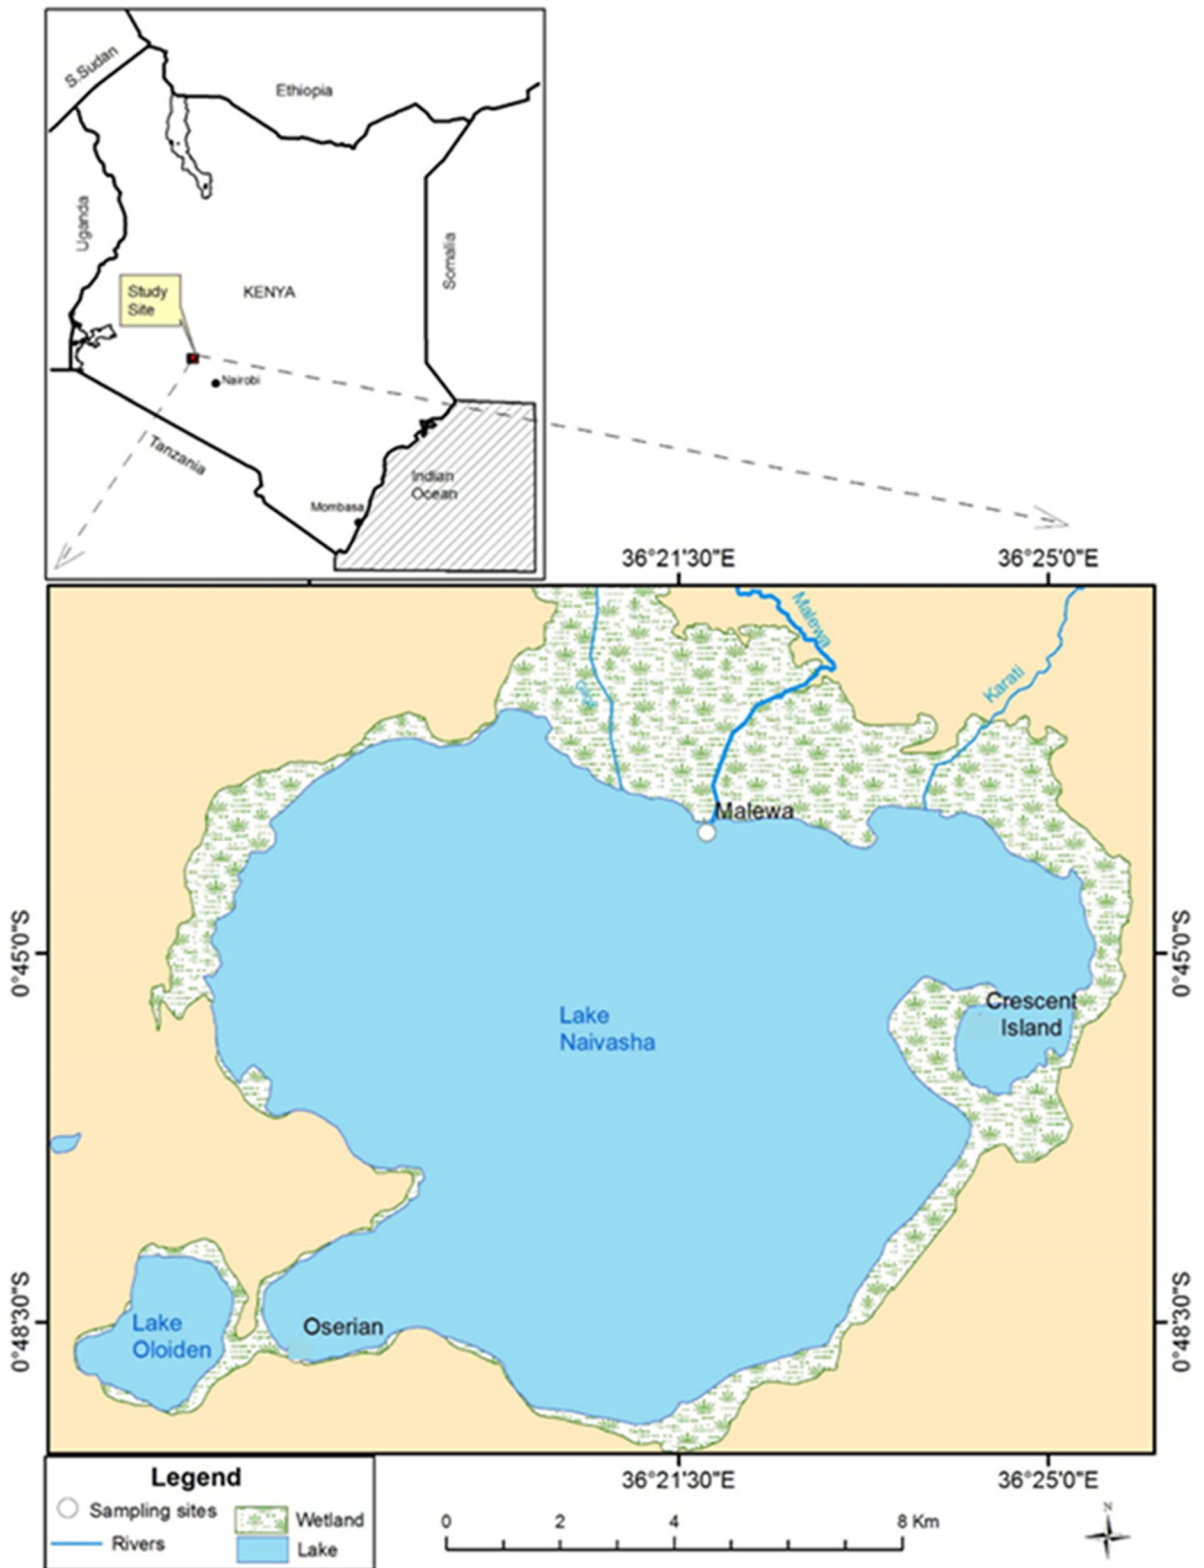 S.Sudan
Ethiopia
Uganda
Somalia
Study
Site
KENYA
Nairobi
Tanzania
Indian
Ocean
Mombasa
36°21'30"E
36°25'0"E
Malewa
Karati
Malewa
0°45'0"S
0°45'0"S
Crescent
Island
Lake
Naivasha
0°48'30"S
0°48'30"S
Oserian
Lake
Oloiden
36°21'30"E
36°25'0"E
Legend
Sampling sites
Wetland
Rivers
Lake
0 2 4 8 Km
N